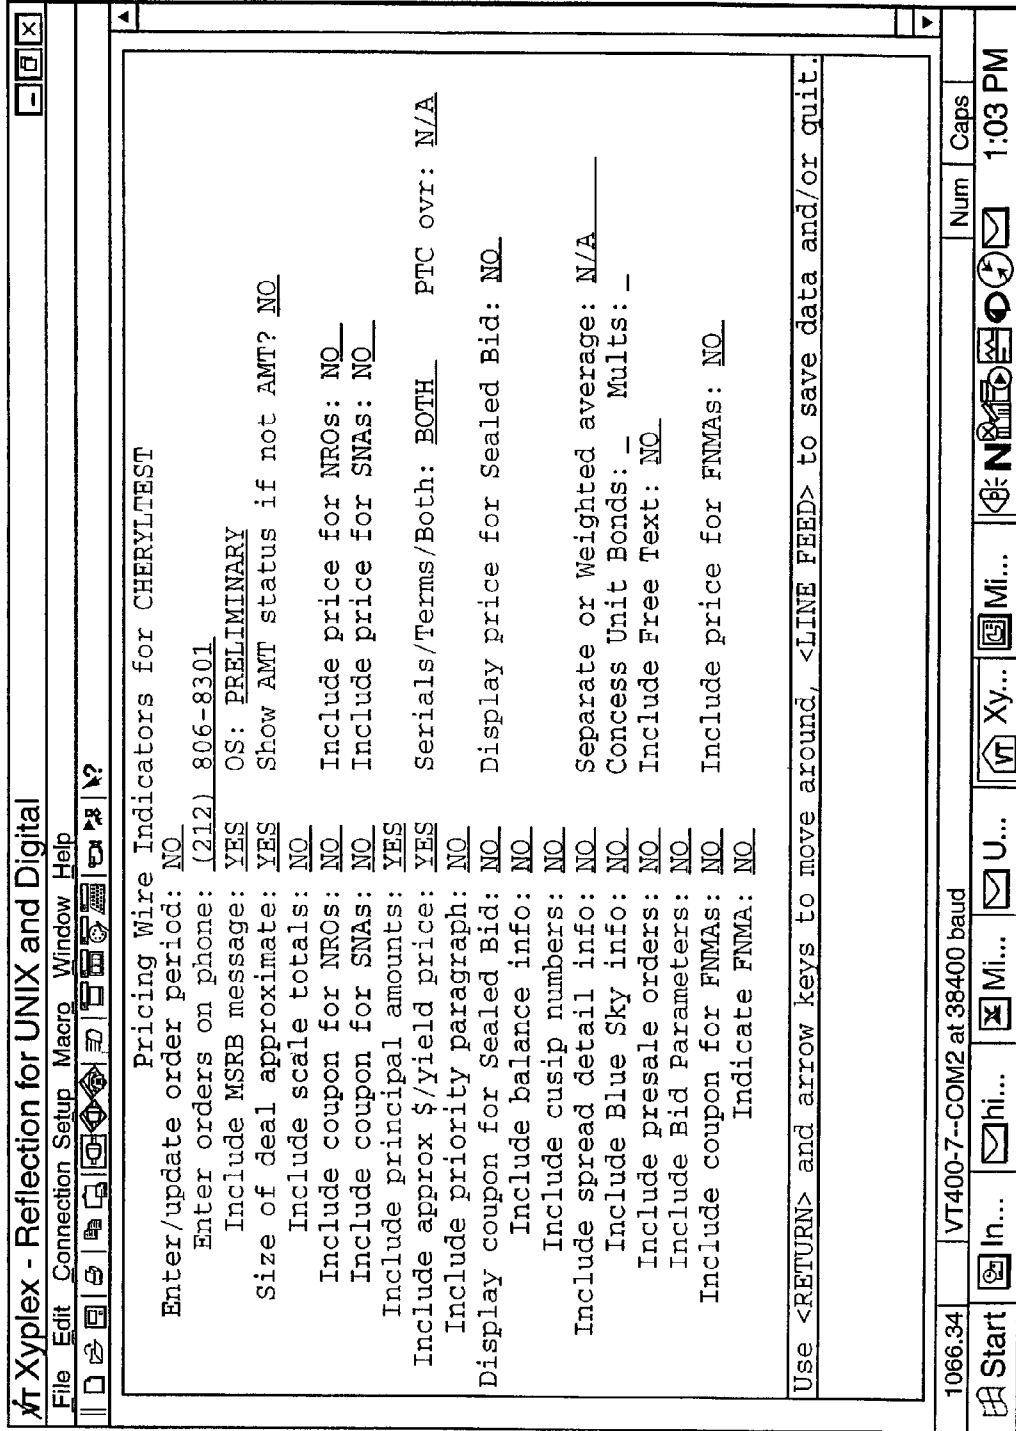 VT Xyplex - Reflection for UNIX and Digital
File Edit Connection Setup Macro Window Help
Pricing Wire Indicators for CHERYLTEST
Enter/update order period: NO
Enter orders on phone: (212) 806-8301
Include MSRB message: YES OS: PRELIMINARY
Size of deal approximate: YES Show AMT status if not AMT? NO
Include scale totals: NO
Include coupon for NROs: NO Include price for NROs: NO
Include coupon for SNAs: NO Include price for SNAs: NO
Include principal amounts: YES
Include approx $/yield price: YES Serials/Terms/Both: BOTH PTC ovr: N/A
Include priority paragraph: NO
Display coupon for Sealed Bid: NO Display price for Sealed Bid: NO
Include balance info: NO
Include cusip numbers: NO
Include spread detail info: NO Separate or Weighted average: N/A
Include Blue Sky info: NO Concess Unit Bonds: _ Mults: _
Include presale orders: NO Include Free Text: NO
Include Bid Parameters: NO
Include coupon for FNMAs: NO Include price for FNMAs: NO
Indicate FNMA: NO
Use <RETURN> and arrow keys to move around, <LINE FEED> to save data and/or quit.
1066.34 VT400-7--COM2 at 38400 baud Num Caps
Start In... hi... Mi... U... VT Xy... Mi... N 1:03 PM